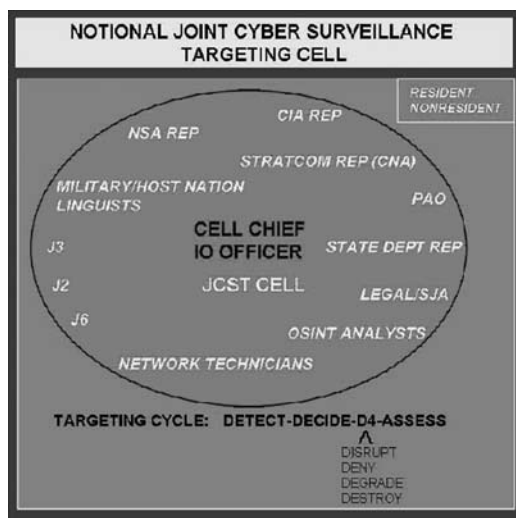 NOTIONAL JOINT CYBER SURVEILLANCE
TARGETING CELL
RESIDENT
NONRESIDENT
CIA REP
NSA REP
STRATCOM REP (CNA)
MILITARY/HOST NATION
LINGUISTS
PAO
CELL CHIEF
IO OFFICER
J3
STATE DEPT REP
JCST CELL
J2
LEGAL/SJA
J6
OSINT ANALYSTS
NETWORK TECHNICIANS
TARGETING CYCLE: DETECT-DECIDE-D4-ASSESS
DISRUPT
DENY
DEGRADE
DESTROY